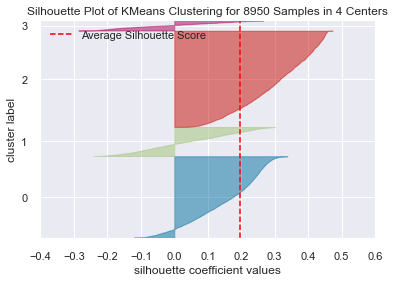 Silhouette Plot of KMeans Clustering for 8950 Samples in 4 Centers
3
Average Silhouette Score
2
1
0
cluster label
−0.4 −0.3 −0.2 −0.1 0.0 0.1 0.2 0.3 0.4 0.5 0.6
silhouette coefficient values